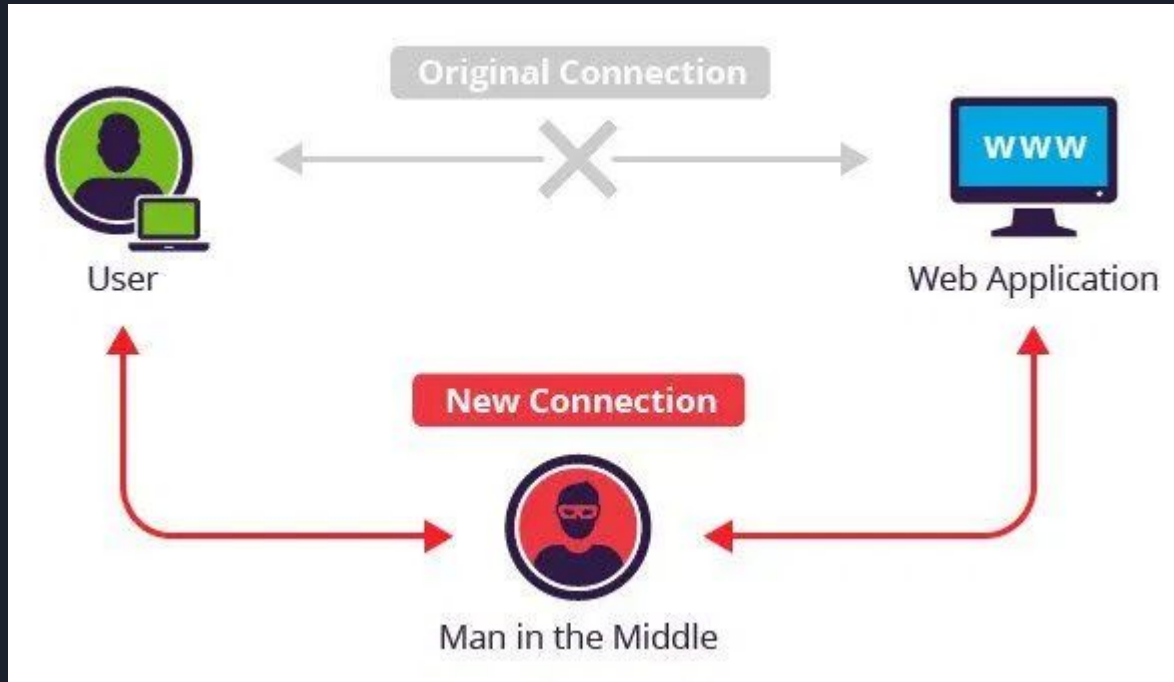 Original Connection
www
User
Web Application
New Connection
Man in the Middle